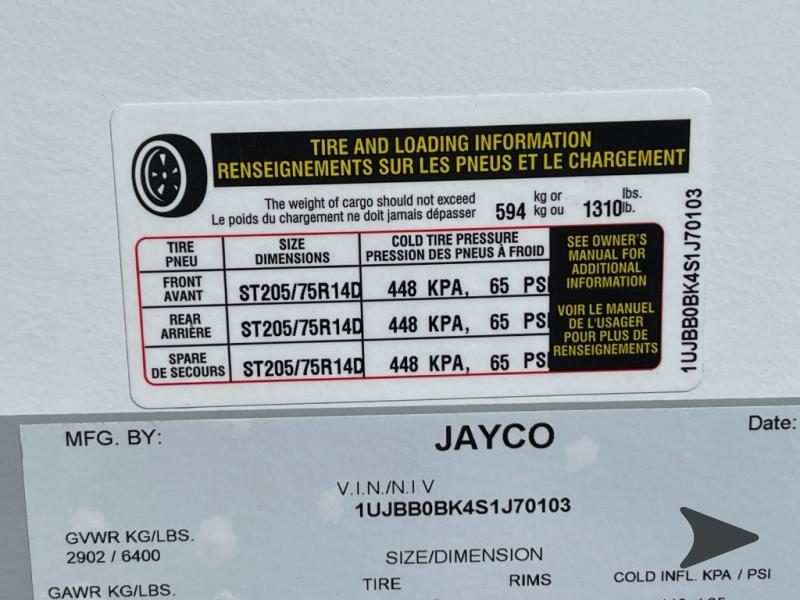 TIRE AND LOADING INFORMATION
RENSEIGNEMENTS SUR LES PNEUS ET LE CHARGEMENT
The weight of cargo should not exceed
Le poids du chargement ne doit jamais dépasser
594 kg or kg ou 1310 lbs. lb.
TIRE PNEU
SIZE DIMENSIONS
COLD TIRE PRESSURE
PRESSION DES PNEUS À FROID
FRONT AVANT ST205/75R14D 448 KPA, 65 PSI
REAR ARRIÈRE ST205/75R14D 448 KPA, 65 PSI
SPARE DE SECOURS ST205/75R14D 448 KPA, 65 PSI
SEE OWNER'S
MANUAL FOR
ADDITIONAL
INFORMATION
VOIR LE MANUEL
DE L'USAGER
POUR PLUS DE
RENSEIGNEMENTS
1UJBB0BK4S1J70103
MFG. BY: JAYCO Date:
V.I.N./N.I V
1UJBB0BK4S1J70103
GVWR KG/LBS.
2902 / 6400
SIZE/DIMENSION
GAWR KG/LBS. TIRE RIMS COLD INFL. KPA / PSI